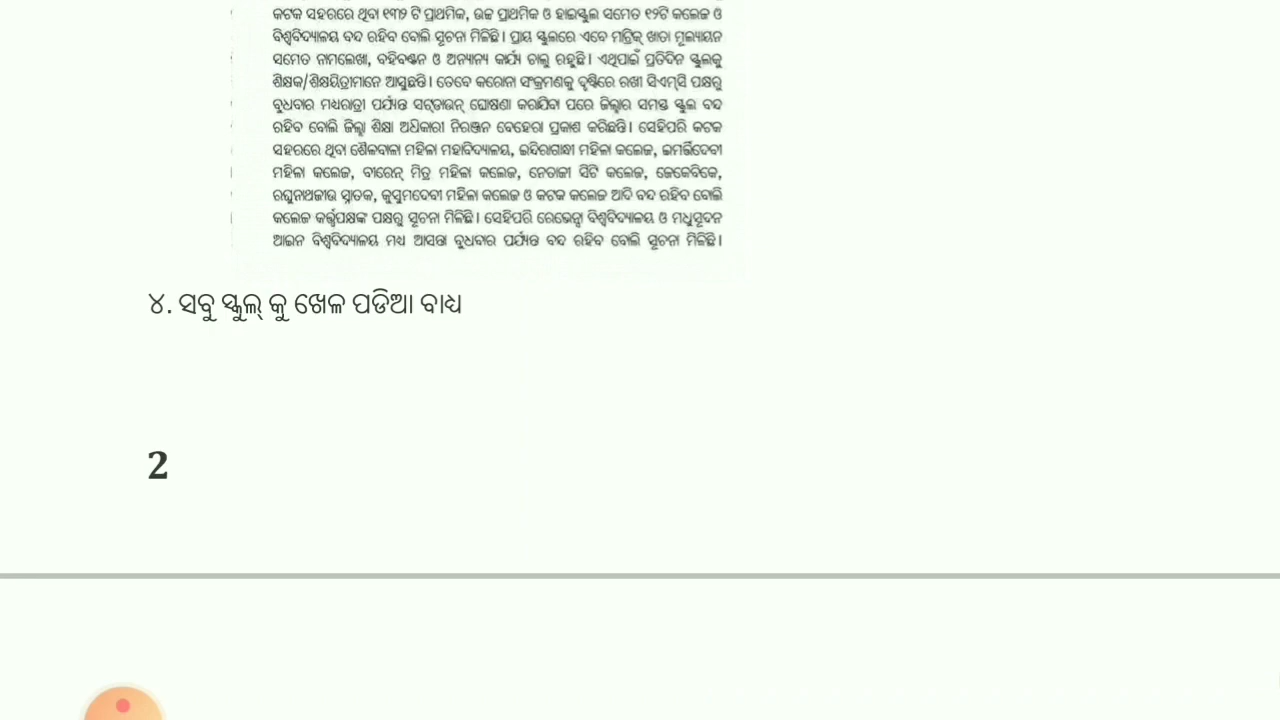 କଟକ ସହରରେ ଥିବା ୧୩୨ ଟି ପ୍ରାଥମିକ, ଉଚ୍ଚ ପ୍ରାଥମିକ ଓ ହାଇସ୍କୁଲ ସମେତ ୧୨ଟି କଲେଜ ଓ
ବିଶ୍ୱବିଦ୍ୟାଳୟ ବନ୍ଦ ରହିବ ବୋଲି ସୂଚନା ମିଳିଛି। ପ୍ରାୟ ସ୍କୁଲରେ ଏବେ ମାଟ୍ରିକ୍ ଖାତା ମୂଲ୍ୟାୟନ
ସମେତ ନାମଲେଖା, ବହିବଣ୍ଟନ ଓ ଅନ୍ୟାନ୍ୟ କାର୍ଯ୍ୟ ଚାଲୁ ରହୁଛି। ଏଥିପାଇଁ ପ୍ରତିଦିନ ସ୍କୁଲକୁ
ଶିକ୍ଷକ/ଶିକ୍ଷୟିତ୍ରୀମାନେ ଆସୁଛନ୍ତି। ତେବେ କରୋନା ସଂକ୍ରମଣକୁ ଦୃଷ୍ଟିରେ ରଖି ସିଏମ୍‌ସି ପକ୍ଷରୁ
ବୁଧବାର ମଧ୍ୟରାତ୍ରୀ ପର୍ଯ୍ୟନ୍ତ ସଟ୍‌ଡାଉନ୍ ଘୋଷଣା କରାଯିବା ପରେ ଜିଲ୍ଲାର ସମସ୍ତ ସ୍କୁଲ ବନ୍ଦ
ରହିବ ବୋଲି ଜିଲ୍ଲା ଶିକ୍ଷା ଅଧିକାରୀ ନିରଞ୍ଜନ ବେହେରା ପ୍ରକାଶ କରିଛନ୍ତି। ସେହିପରି କଟକ
ସହରରେ ଥିବା ଶୈଳବାଳା ମହିଳା ମହାବିଦ୍ୟାଳୟ, ଇନ୍ଦିରାଗାନ୍ଧୀ ମହିଳା କଲେଜ, ଇମର୍ଭିଦେବୀ
ମହିଳା କଲେଜ, ବୀରେନ୍ ମିତ୍ର ମହିଳା କଲେଜ, ନେତାଜୀ ସିଟି କଲେଜ, ଜେକେବିକେ,
ରଘୁନାଥଜୀଉ ସ୍ନାତକ, କୁସୁମଦେବୀ ମହିଳା କଲେଜ ଓ କଟକ କଲେଜ ଆଦି ବନ୍ଦ ରହିବ ବୋଲି
କଲେଜ କର୍ତ୍ତୃପକ୍ଷଙ୍କ ପକ୍ଷରୁ ସୂଚନା ମିଳିଛି। ସେହିପରି ରେଭେନ୍ସା ବିଶ୍ୱବିଦ୍ୟାଳୟ ଓ ମଧୁସୂଦନ
ଆଇନ ବିଶ୍ୱବିଦ୍ୟାଳୟ ମଧ୍ୟ ଆସନ୍ତା ବୁଧବାର ପର୍ଯ୍ୟନ୍ତ ବନ୍ଦ ରହିବ ବୋଲି ସୂଚନା ମିଳିଛି।
୪. ସବୁ ସ୍କୁଲ୍ କୁ ଖେଳ ପଡିଆ ବାଧ୍ୟ
2